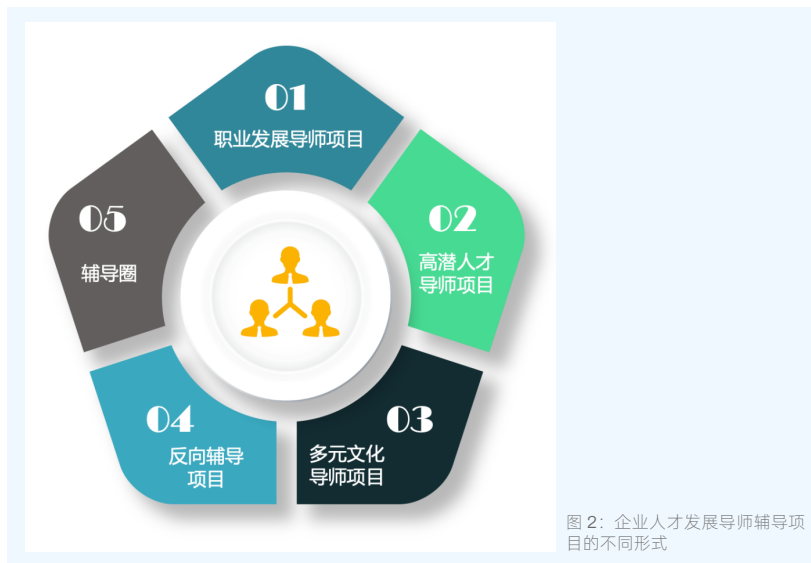 01
职业发展导师项目
02
高潜人才
导师项目
03
多元文化
导师项目
04
反向辅导
项目
05
辅导圈
图 2：企业人才发展导师辅导项
目的不同形式